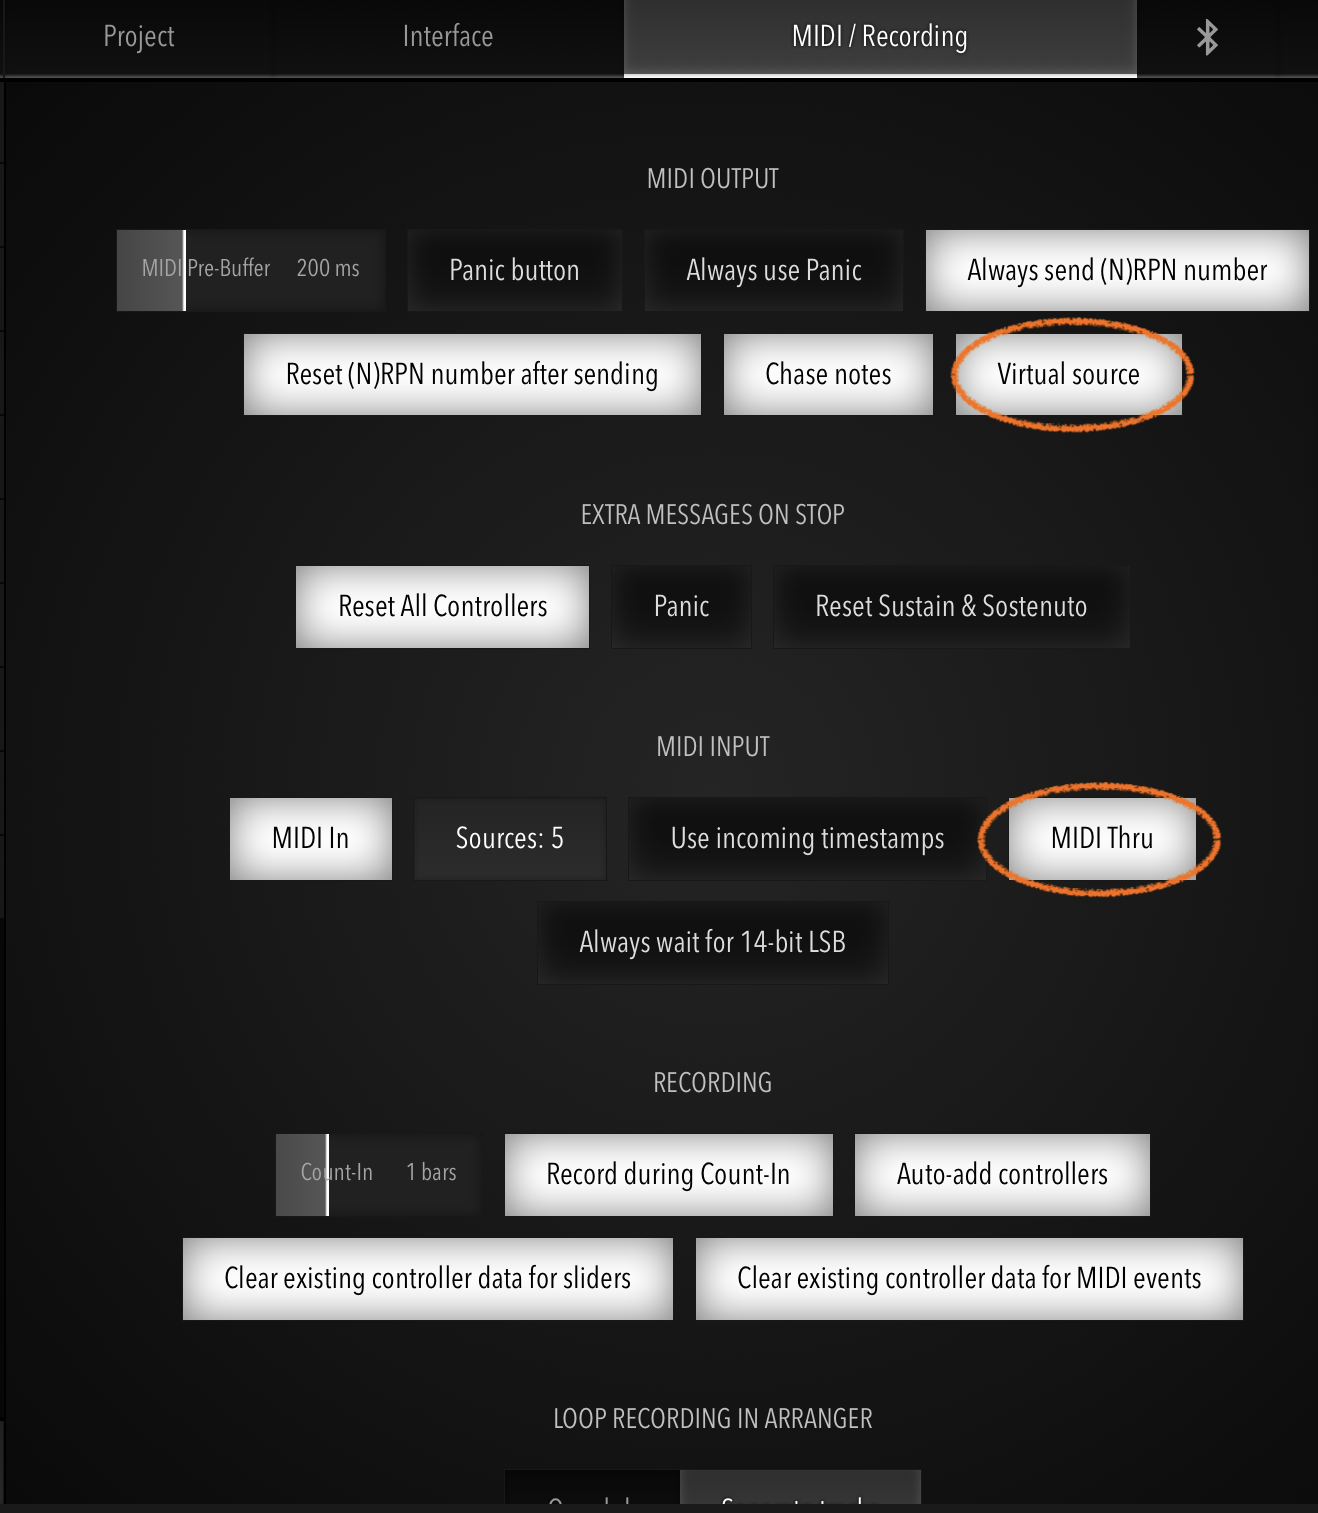 Project Interface MIDI / Recording
MIDI OUTPUT
MIDI Pre-Buffer 200 ms Panic button Always use Panic Always send (N)RPN number
Reset (N)RPN number after sending Chase notes Virtual source
EXTRA MESSAGES ON STOP
Reset All Controllers Panic Reset Sustain & Sostenuto
MIDI INPUT
MIDI In Sources: 5 Use incoming timestamps MIDI Thru
Always wait for 14-bit LSB
RECORDING
Count-In 1 bars Record during Count-In Auto-add controllers
Clear existing controller data for sliders Clear existing controller data for MIDI events
LOOP RECORDING IN ARRANGER